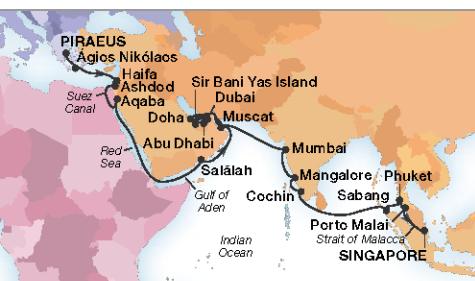 PIRAEUS
Ágios Nikólaos
Haifa
Ashdod
Aqaba
Suez
Canal
Sir Bani Yas Island
Dubai
Doha
Muscat
Abu Dhabi
Red
Sea
Salālah
Gulf of
Aden
Mumbai
Mangalore
Phuket
Cochin
Sabang
Porto Malai
Strait of Malacca
SINGAPORE
Indian
Ocean